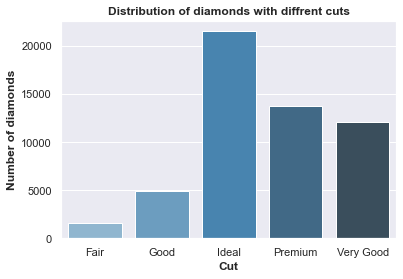 Distribution of diamonds with diffrent cuts
Number of diamonds
20000
15000
10000
5000
0
Fair Good Ideal Premium Very Good
Cut